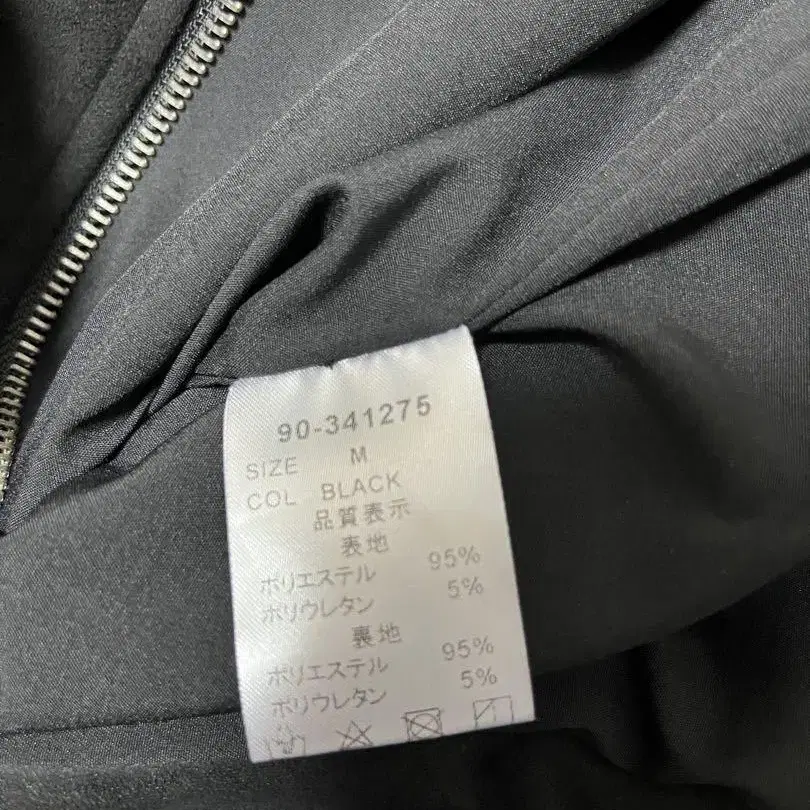 90-341275
SIZE M
COL BLACK
品質表示
表地
ポリエステル 95%
ポリウレタン 5%
裏地
ポリエステル 95%
ポリウレタン 5%